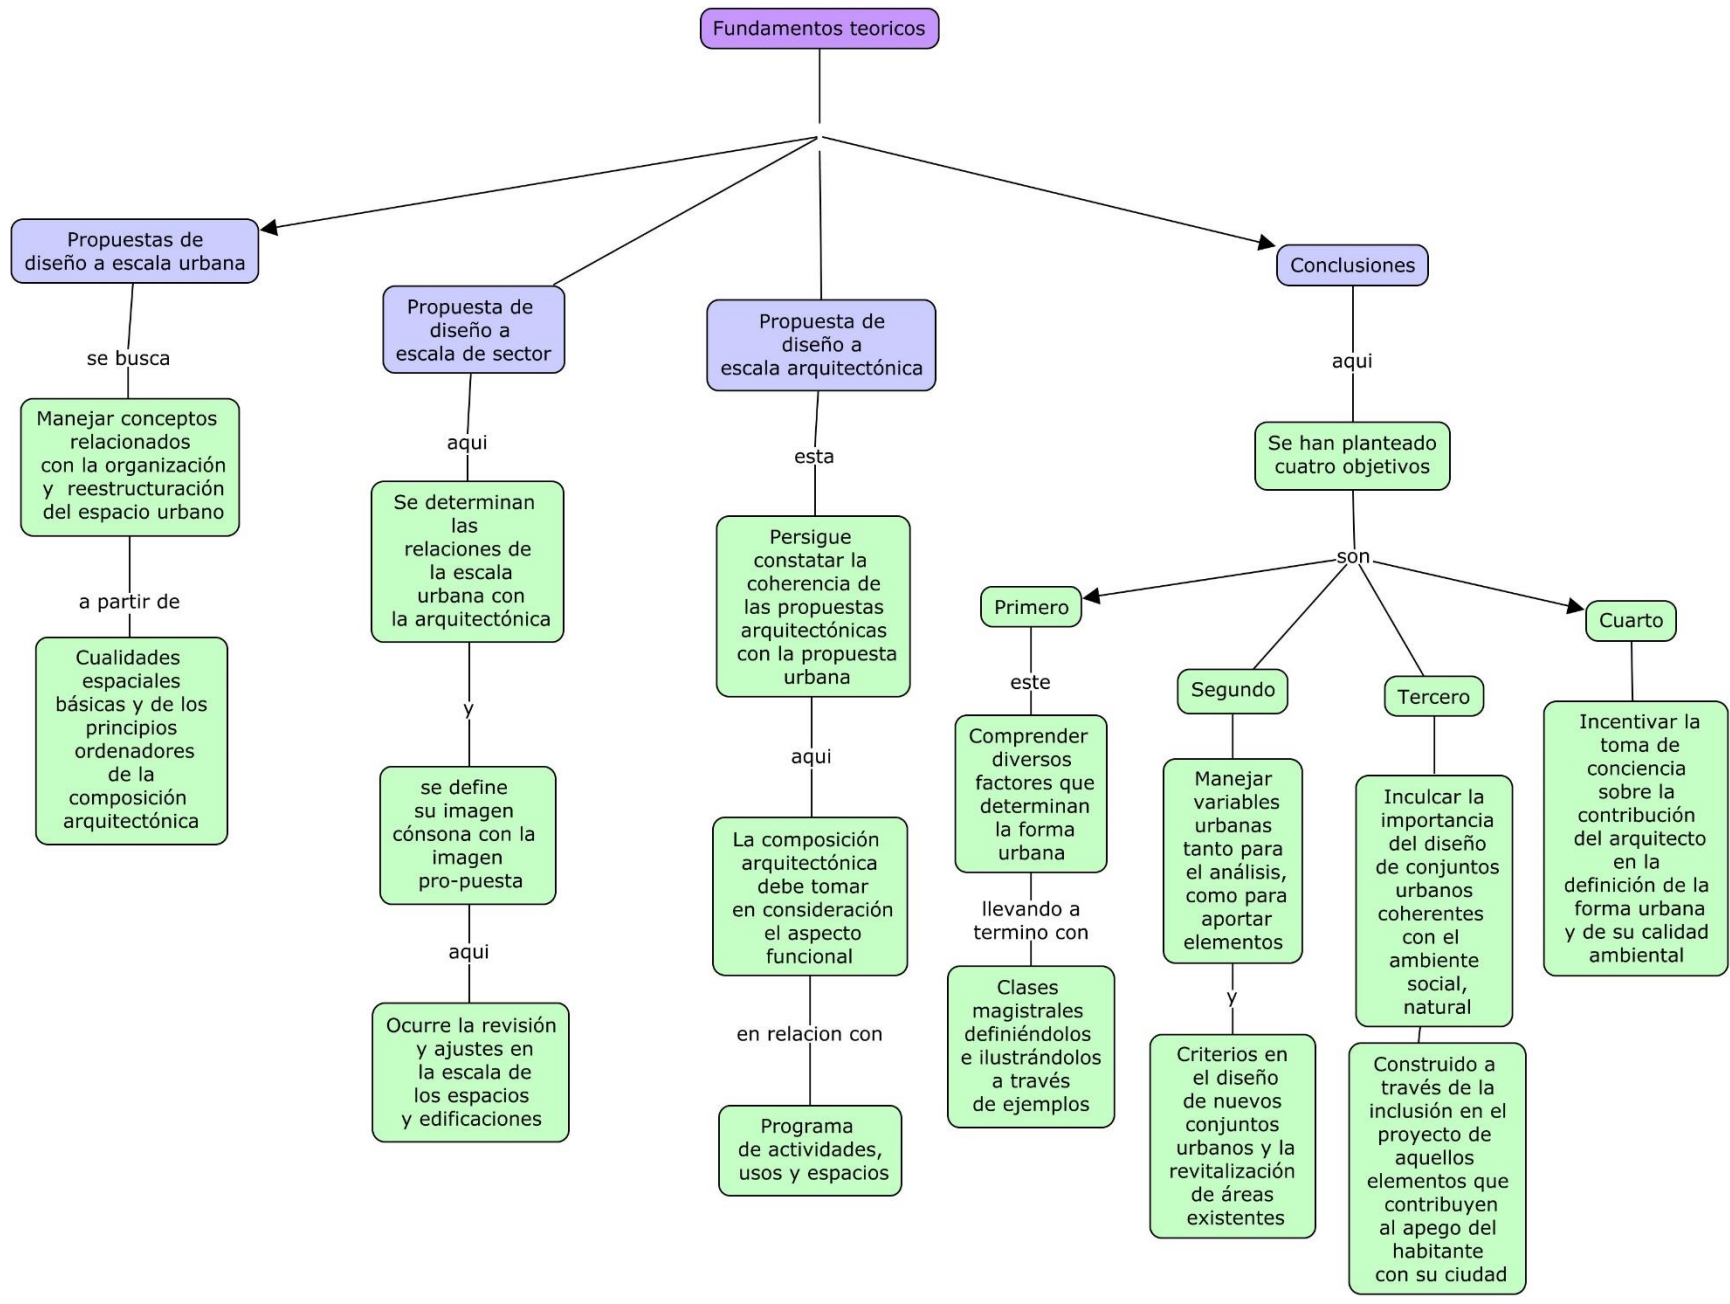 Fundamentos teoricos
Propuestas de
diseño a escala urbana
se busca
Manejar conceptos
relacionados
con la organización
y reestructuración
del espacio urbano
a partir de
Cualidades
espaciales
básicas y de los
principios
ordenadores
de la
composición
arquitectónica
Propuesta de
diseño a
escala de sector
aqui
Se determinan
las
relaciones de
la escala
urbana con
la arquitectónica
y
se define
su imagen
cónsona con la
imagen
pro-puesta
aqui
Ocurre la revisión
y ajustes en
la escala de
los espacios
y edificaciones
Propuesta de
diseño a
escala arquitectónica
esta
Persigue
constatar la
coherencia de
las propuestas
arquitectónicas
con la propuesta
urbana
aqui
La composición
arquitectónica
debe tomar
en consideración
el aspecto
funcional
en relacion con
Programa
de actividades,
usos y espacios
Conclusiones
aqui
Se han planteado
cuatro objetivos
son
Primero
este
Comprender
diversos
factores que
determinan
la forma
urbana
llevando a
termino con
Clases
magistrales
definiéndolos
e ilustrándolos
a través
de ejemplos
Segundo
Manejar
variables
urbanas
tanto para
el análisis,
como para
aportar
elementos
y
Criterios en
el diseño
de nuevos
conjuntos
urbanos y la
revitalización
de áreas
existentes
Tercero
Inculcar la
importancia
del diseño
de conjuntos
urbanos
coherentes
con el
ambiente
social,
natural
Construido a
través de la
inclusión en el
proyecto de
aquellos
elementos que
contribuyen
al apego del
habitante
con su ciudad
Cuarto
Incentivar la
toma de
conciencia
sobre la
contribución
del arquitecto
en la
definición de la
forma urbana
y de su calidad
ambiental